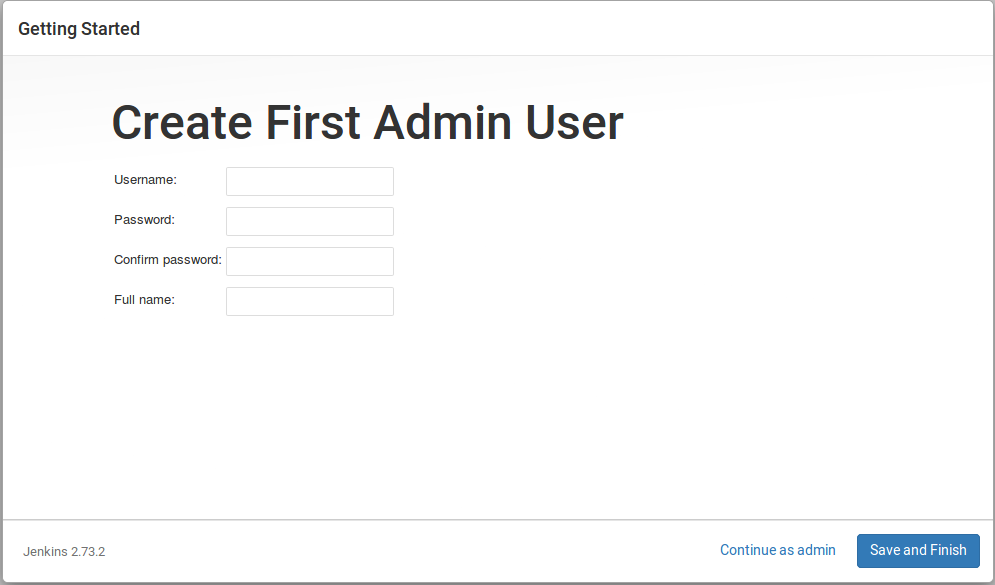 Getting Started
Create First Admin User
Username:
Password:
Confirm password:
Full name:
Jenkins 2.73.2
Continue as admin
Save and Finish